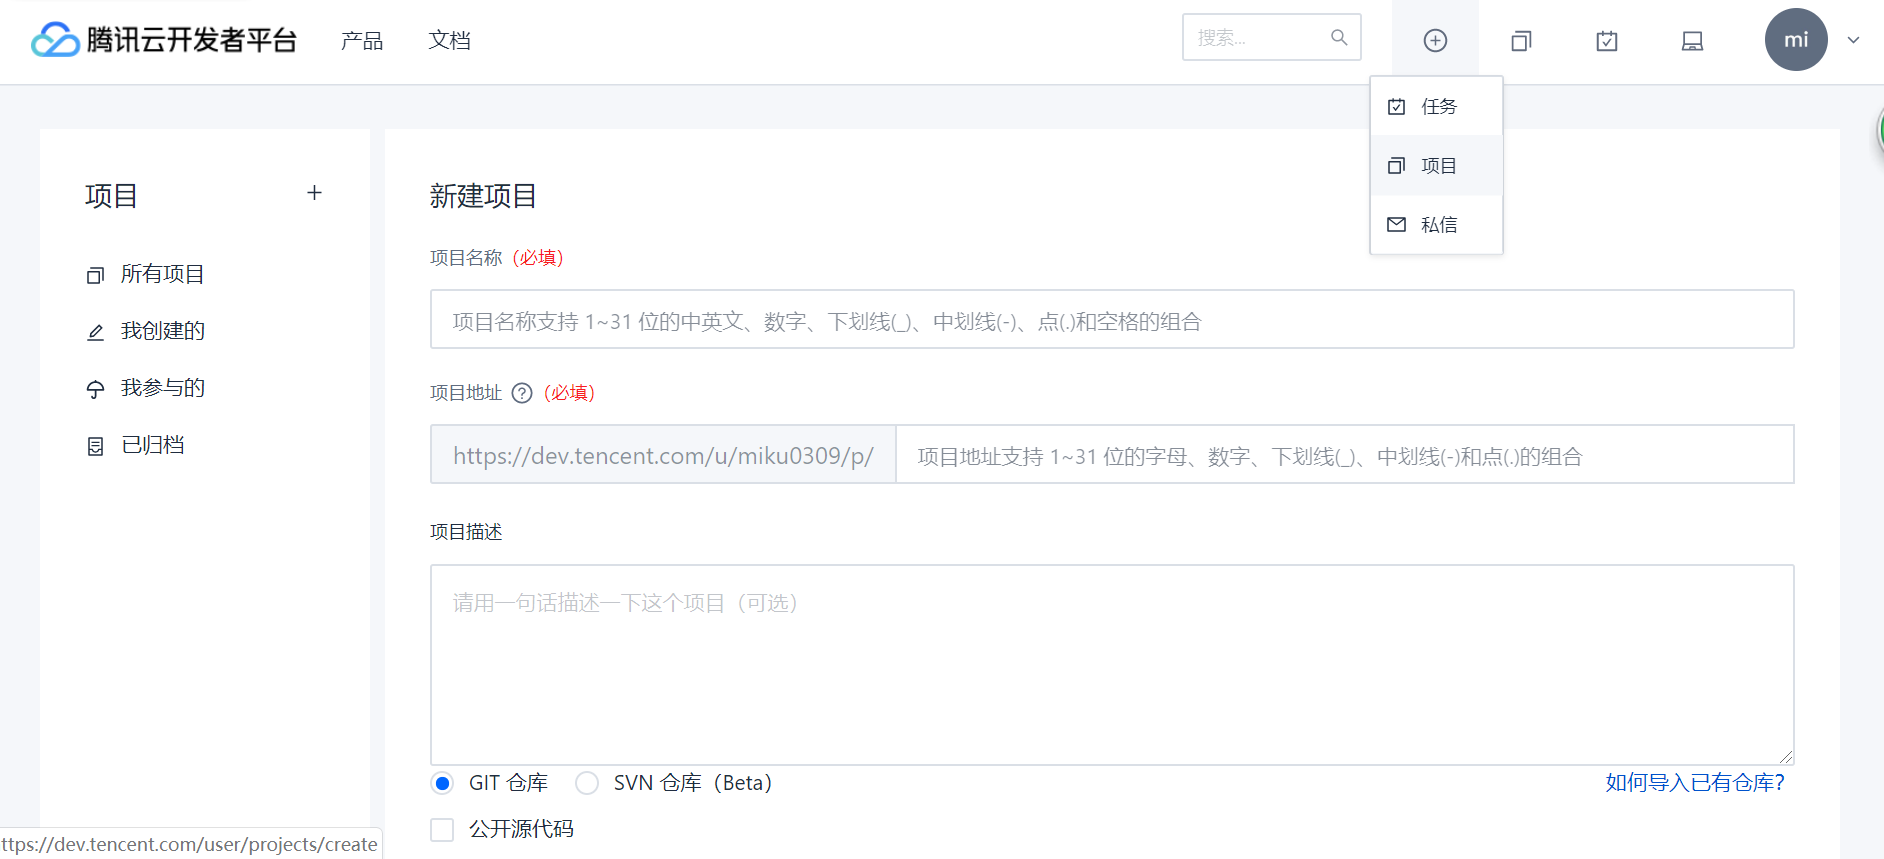 腾讯云开发者平台 产品 文档 搜索... mi
任务
项目
私信
项目 +
所有项目
我创建的
我参与的
已归档
新建项目
项目名称 (必填)
项目名称支持 1~31 位的中英文、数字、下划线(_)、中划线(-)、点(.)和空格的组合
项目地址 ? (必填)
https://dev.tencent.com/u/miku0309/p/ 项目地址支持 1~31 位的字母、数字、下划线(_)、中划线(-)和点(.)的组合
项目描述
请用一句话描述一下这个项目（可选）
GIT 仓库 SVN 仓库（Beta） 如何导入已有仓库?
公开源代码
ttps://dev.tencent.com/user/projects/create